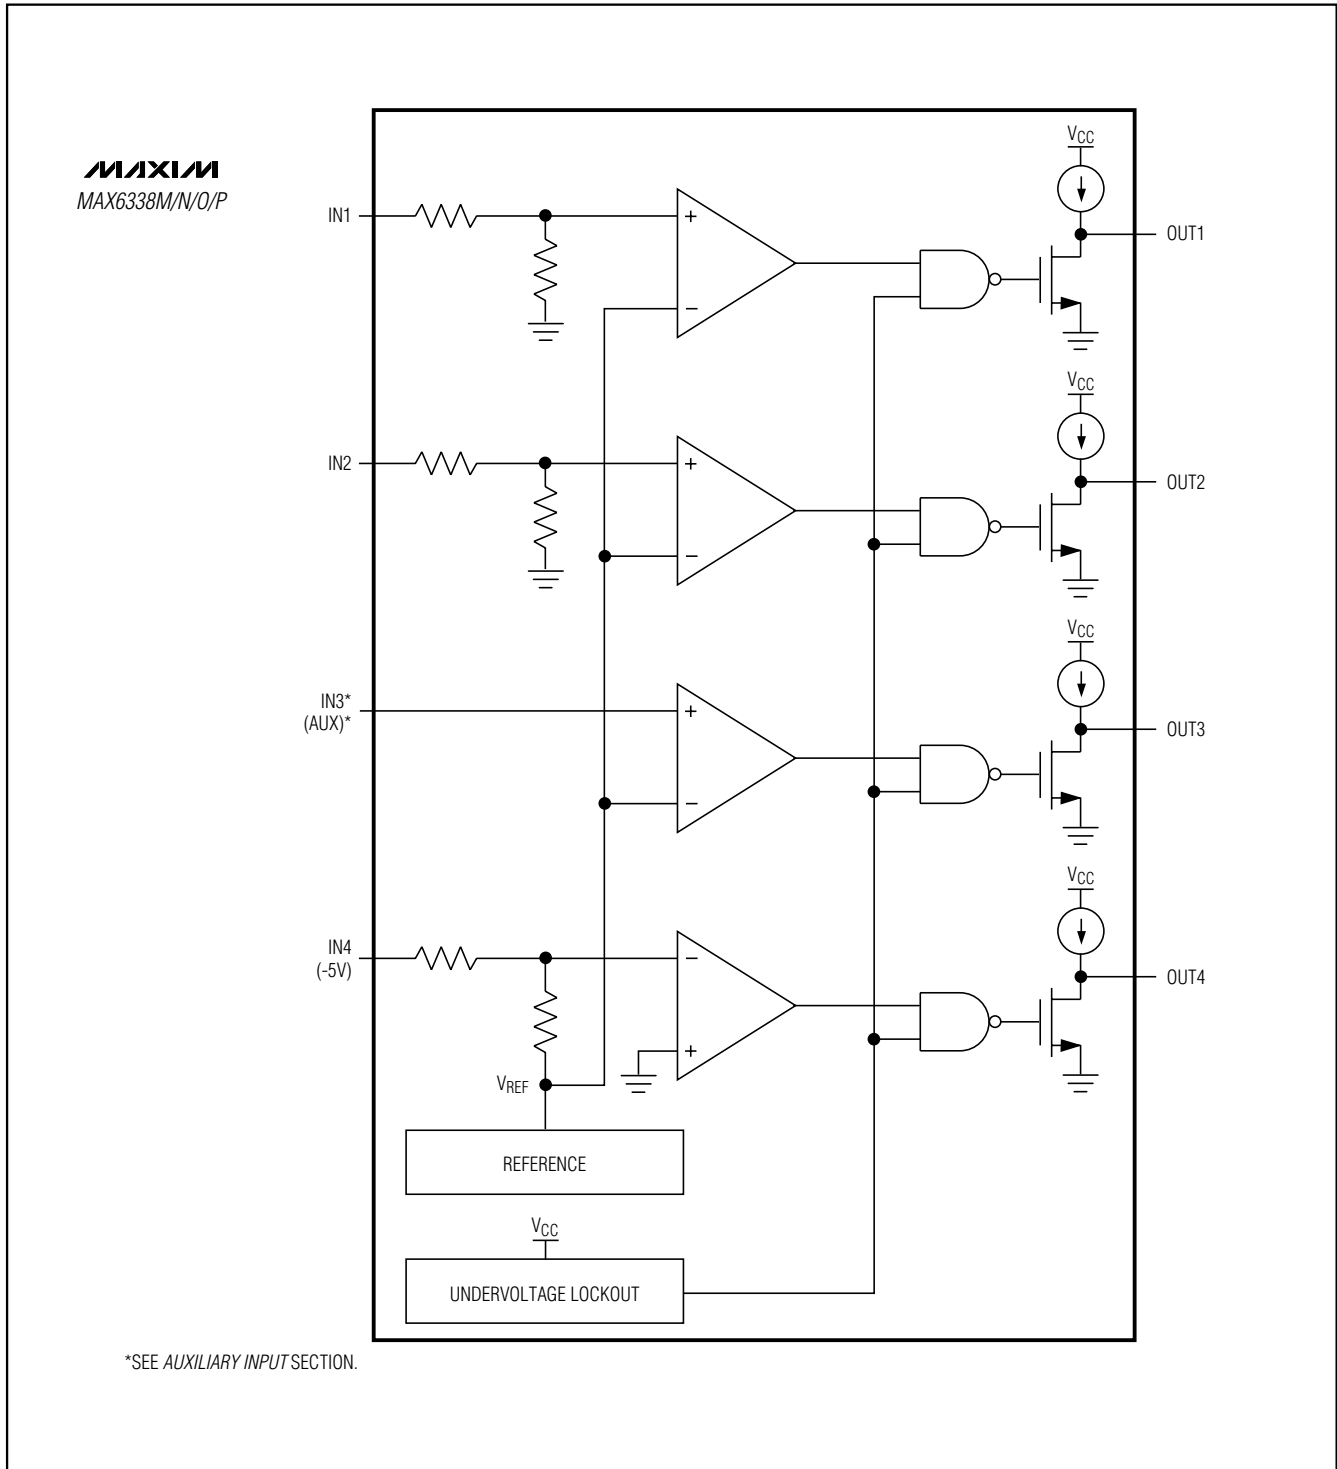 MAXIM
MAX6338M/N/O/P
VCC
IN1
+
−
OUT1
VCC
IN2
+
−
OUT2
VCC
IN3*
(AUX)*
+
−
OUT3
VCC
IN4
(-5V)
−
+
OUT4
VREF
REFERENCE
VCC
UNDERVOLTAGE LOCKOUT
*SEE AUXILIARY INPUT SECTION.